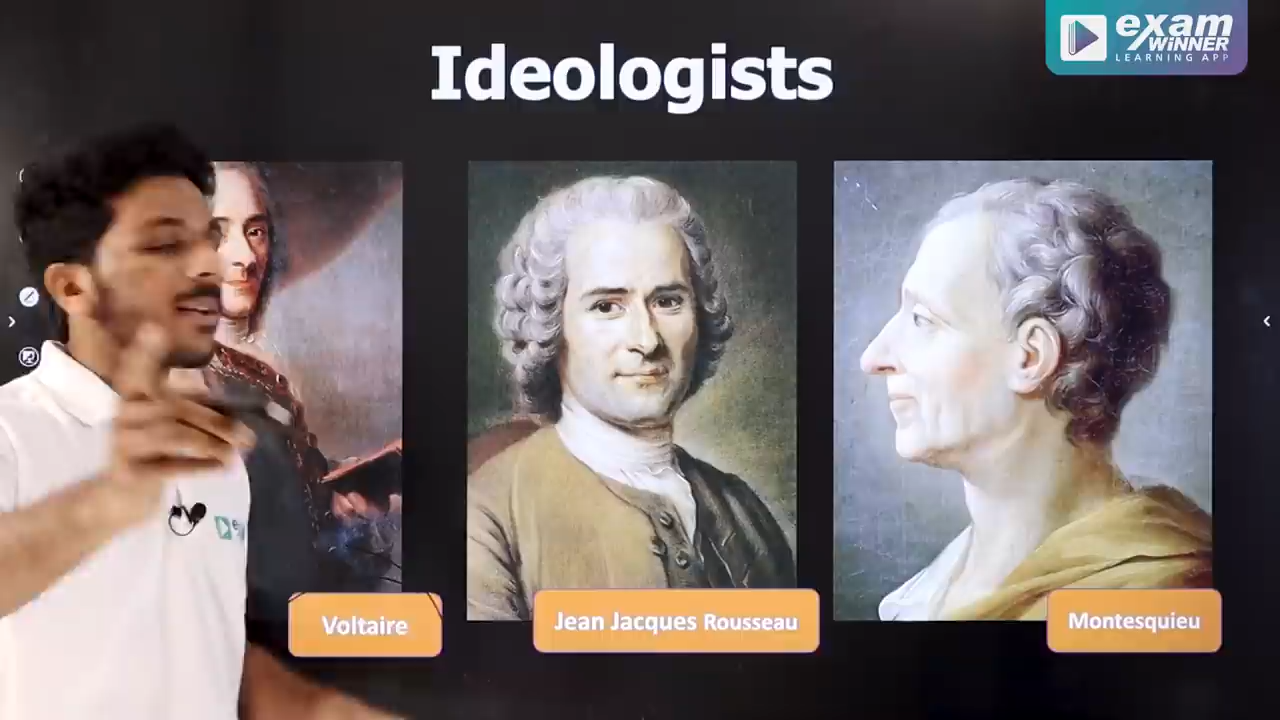 Ideologists
exam
WINNER
LEARNING APP
Voltaire
Jean Jacques Rousseau
Montesquieu